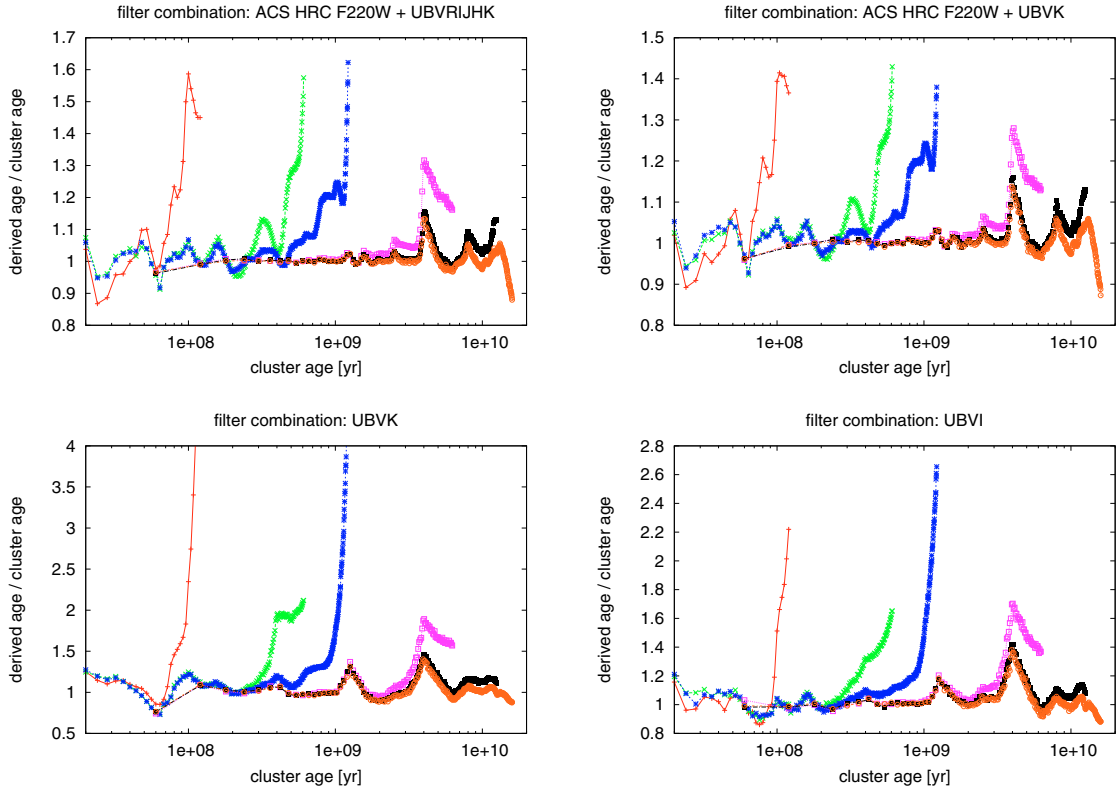 filter combination: ACS HRC F220W + UBVRIJHK
1.7
1.6
1.5
1.4
1.3
1.2
1.1
1
0.9
0.8
derived age / cluster age
1e+08
1e+09
1e+10
cluster age [yr]
filter combination: ACS HRC F220W + UBVK
1.5
1.4
1.3
1.2
1.1
1
0.9
0.8
derived age / cluster age
1e+08
1e+09
1e+10
cluster age [yr]
filter combination: UBVK
4
3.5
3
2.5
2
1.5
1
0.5
derived age / cluster age
1e+08
1e+09
1e+10
cluster age [yr]
filter combination: UBVI
2.8
2.6
2.4
2.2
2
1.8
1.6
1.4
1.2
1
0.8
derived age / cluster age
1e+08
1e+09
1e+10
cluster age [yr]